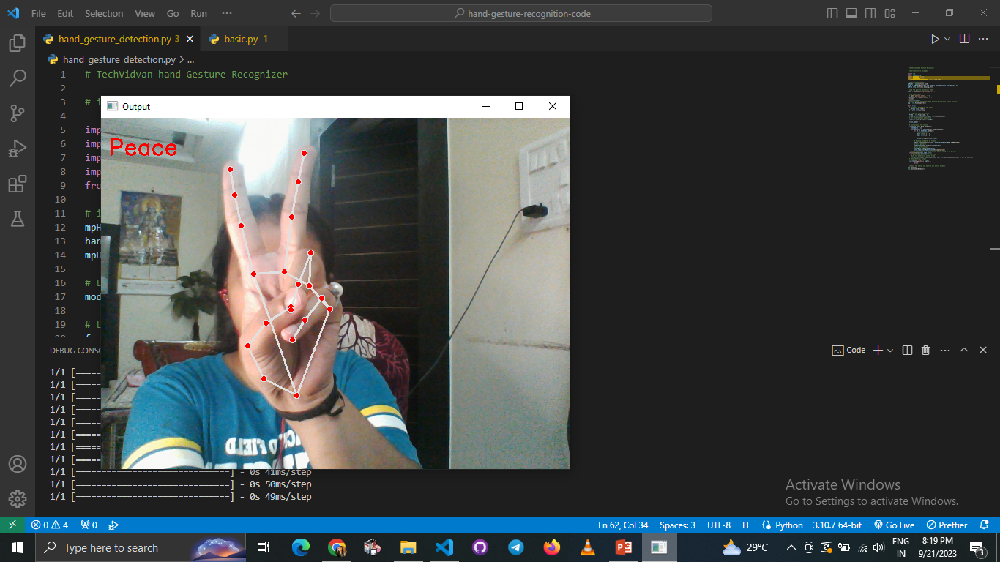 File Edit Selection View Go Run ··· hand-gesture-recognition-code
hand_gesture_detection.py 3 basic.py 1
hand_gesture_detection.py > ...
1 # TechVidvan hand Gesture Recognizer
2
3 # i
4
5 imp
6 imp
7 imp
8 imp
9 fro
10
11 # i
12 mpH
13 han
14 mpD
15
16 # L
17 mod
18
19 # L
Output
Peace
DEBUG CONSO
Code
1/1 [=====
1/1 [=====
1/1 [=====
1/1 [=====
1/1 [=====
1/1 [=====
1/1 [=====
1/1 [=====
1/1 [==============================] - 0s 41ms/step
1/1 [==============================] - 0s 50ms/step
1/1 [==============================] - 0s 49ms/step
Activate Windows
Go to Settings to activate Windows.
0 4 0 Ln 62, Col 34 Spaces: 3 UTF-8 LF Python 3.10.7 64-bit Go Live Prettier
Type here to search 29°C ENG 8:19 PM
IN 9/21/2023 3